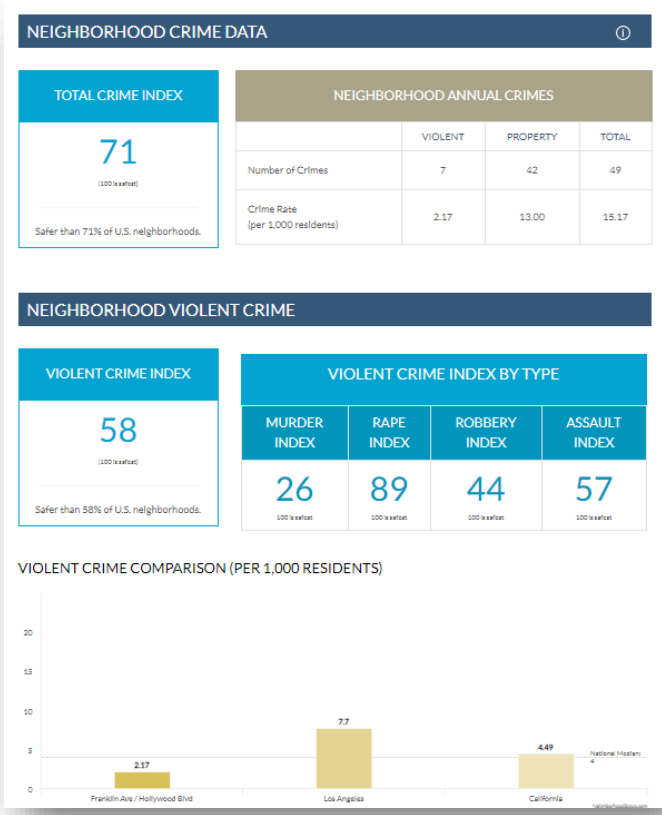 NEIGHBORHOOD CRIME DATA
TOTAL CRIME INDEX
71
(100 is safest)
Safer than 71% of U.S. neighborhoods.
NEIGHBORHOOD ANNUAL CRIMES
VIOLENT PROPERTY TOTAL
Number of Crimes 7 42 49
Crime Rate
(per 1,000 residents) 2.17 13.00 15.17
NEIGHBORHOOD VIOLENT CRIME
VIOLENT CRIME INDEX
58
(100 is safest)
Safer than 58% of U.S. neighborhoods.
VIOLENT CRIME INDEX BY TYPE
MURDER INDEX RAPE INDEX ROBBERY INDEX ASSAULT INDEX
26 89 44 57
100 is safest 100 is safest 100 is safest 100 is safest
VIOLENT CRIME COMPARISON (PER 1,000 RESIDENTS)
20
15
10
5
0
2.17
7.7
4.49
National Median:
4
Franklin Ave / Hollywood Blvd Los Angeles California
NeighborhoodScout.com